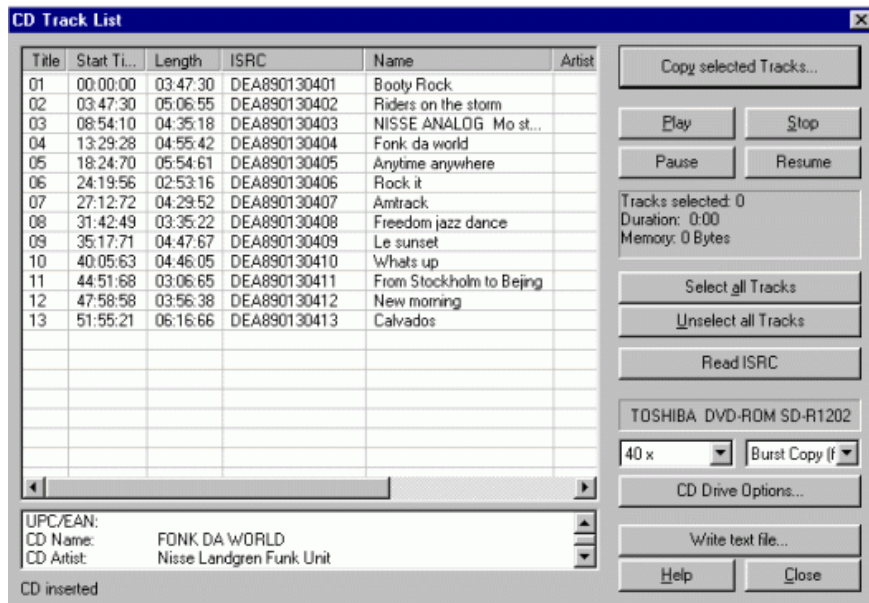 CD Track List
Title Start Ti... Length ISRC Name Artist
01 00:00:00 03:47:30 DEA890130401 Booty Rock
02 03:47:30 05:06:55 DEA890130402 Riders on the storm
03 08:54:10 04:35:18 DEA890130403 NISSE ANALOG Mo st...
04 13:29:28 04:55:42 DEA890130404 Fonk da world
05 18:24:70 05:54:61 DEA890130405 Anytime anywhere
06 24:19:56 02:53:16 DEA890130406 Rock it
07 27:12:72 04:29:52 DEA890130407 Amtrack
08 31:42:49 03:35:22 DEA890130408 Freedom jazz dance
09 35:17:71 04:47:67 DEA890130409 Le sunset
10 40:05:63 04:46:05 DEA890130410 Whats up
11 44:51:68 03:06:65 DEA890130411 From Stockholm to Bejing
12 47:58:58 03:56:38 DEA890130412 New morning
13 51:55:21 06:16:66 DEA890130413 Calvados
UPC/EAN:
CD Name: FONK DA WORLD
CD Artist: Nisse Landgren Funk Unit
CD inserted
Copy selected Tracks...
Play Stop
Pause Resume
Tracks selected: 0
Duration: 0:00
Memory: 0 Bytes
Select all Tracks
Unselect all Tracks
Read ISRC
TOSHIBA DVD-ROM SD-R1202
40 x Burst Copy (f
CD Drive Options...
Write text file...
Help Close